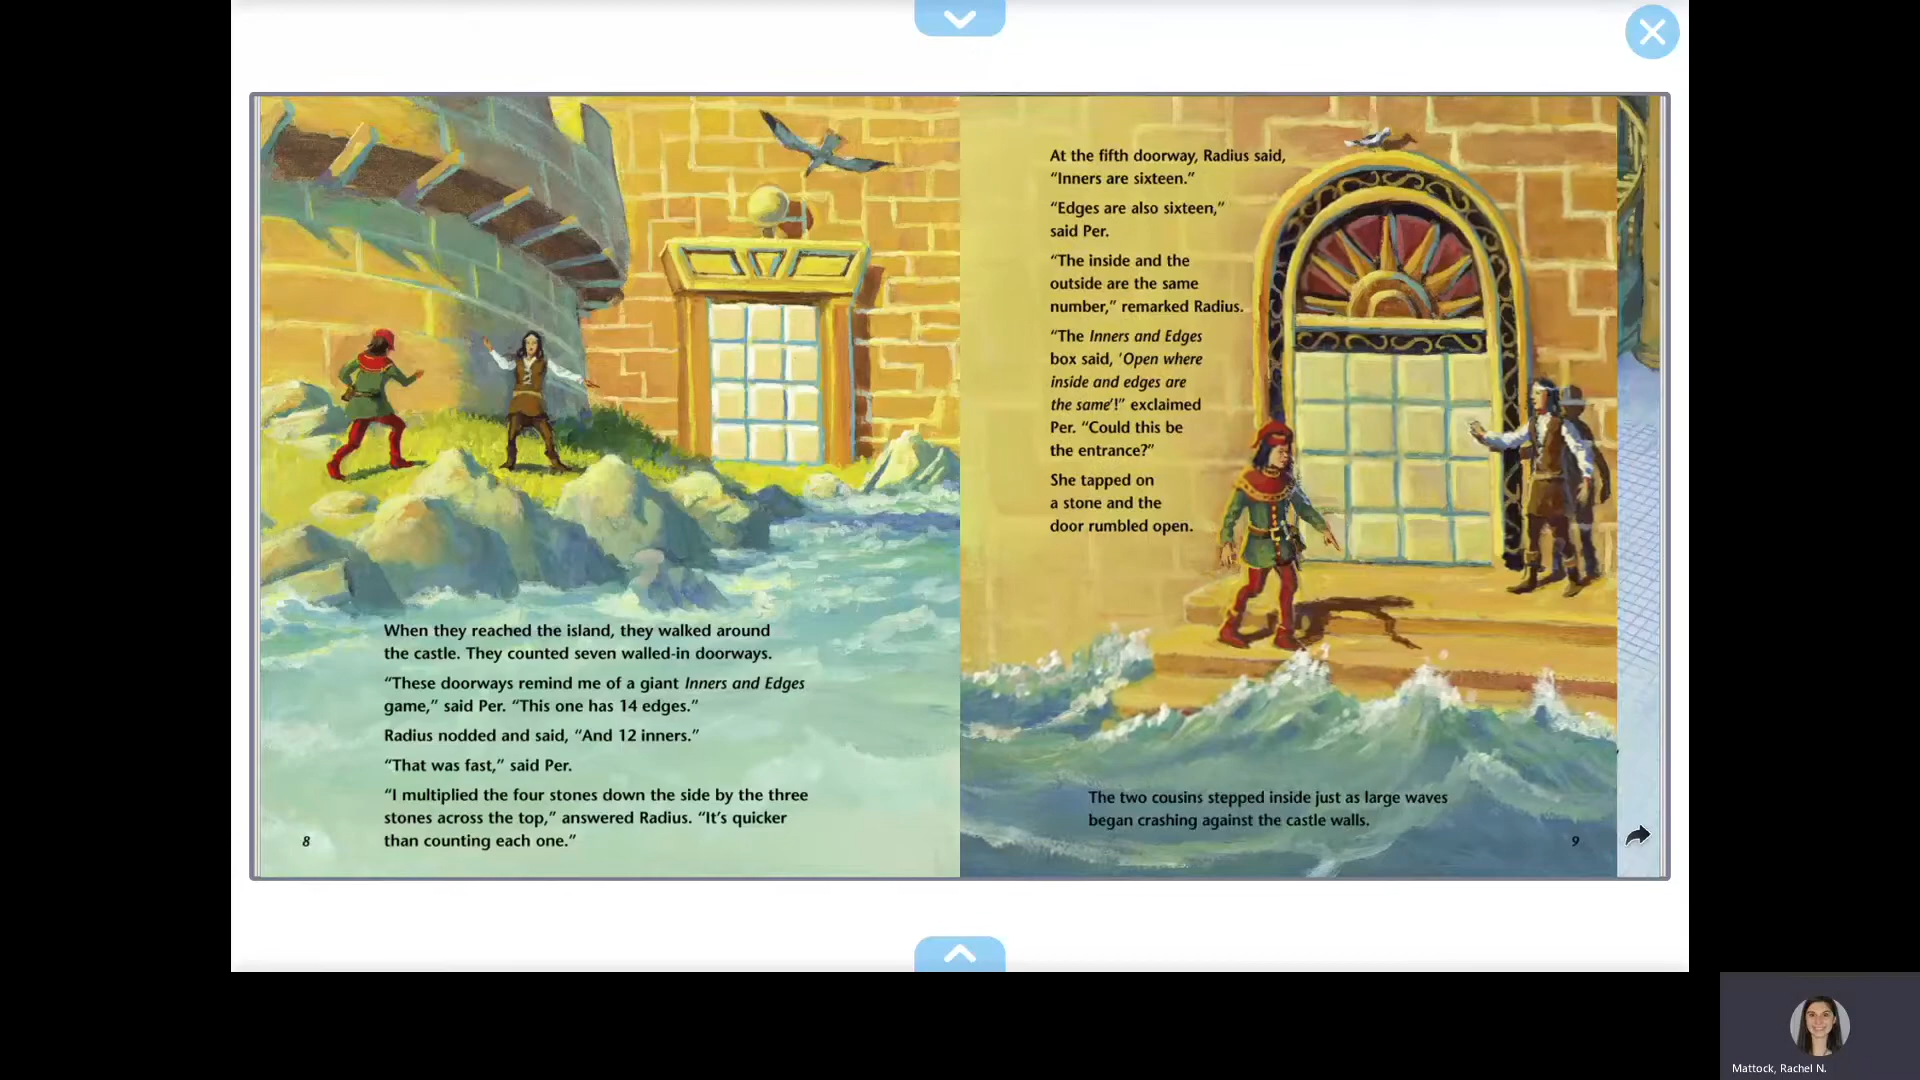 When they reached the island, they walked around
the castle. They counted seven walled-in doorways.
“These doorways remind me of a giant Inners and Edges
game,” said Per. “This one has 14 edges.”
Radius nodded and said, “And 12 inners.”
“That was fast,” said Per.
“I multiplied the four stones down the side by the three
stones across the top,” answered Radius. “It’s quicker
than counting each one.”
8
At the fifth doorway, Radius said,
“Inners are sixteen.”
“Edges are also sixteen,”
said Per.
“The inside and the
outside are the same
number,” remarked Radius.
“The Inners and Edges
box said, ‘Open where
inside and edges are
the same’!” exclaimed
Per. “Could this be
the entrance?”
She tapped on
a stone and the
door rumbled open.
The two cousins stepped inside just as large waves
began crashing against the castle walls.
9
Mattock, Rachel N.